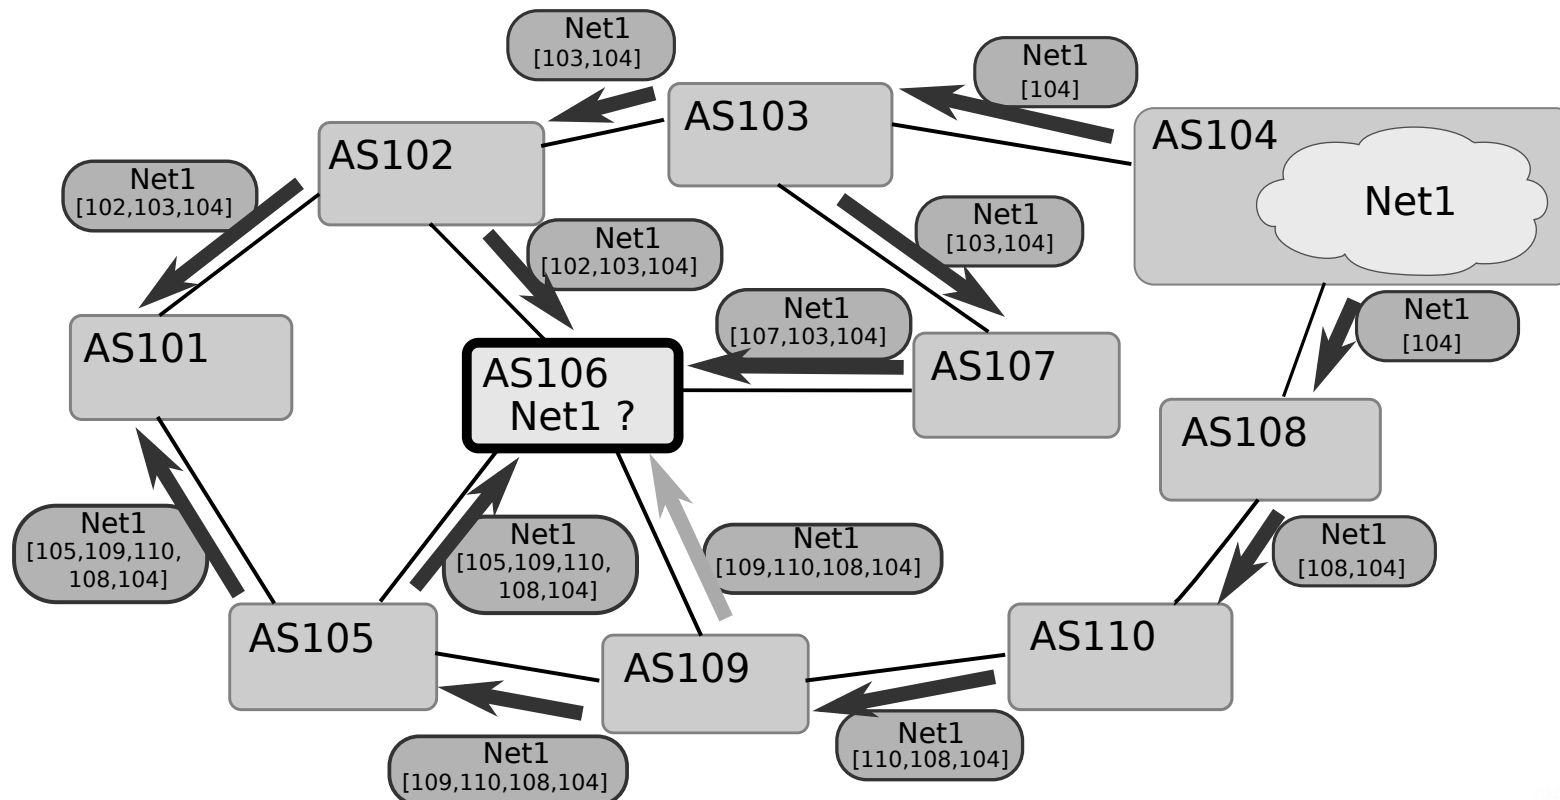 Net1
[103,104]
Net1
[104]
AS103
AS104
AS102
Net1
[102,103,104]
Net1
Net1
[103,104]
Net1
[102,103,104]
Net1
[107,103,104]
Net1
[104]
AS101
AS106
Net1 ?
AS107
AS108
Net1
[105,109,110,
108,104]
Net1
[105,109,110,
108,104]
Net1
[109,110,108,104]
Net1
[108,104]
AS105
AS109
AS110
Net1
[109,110,108,104]
Net1
[110,108,104]